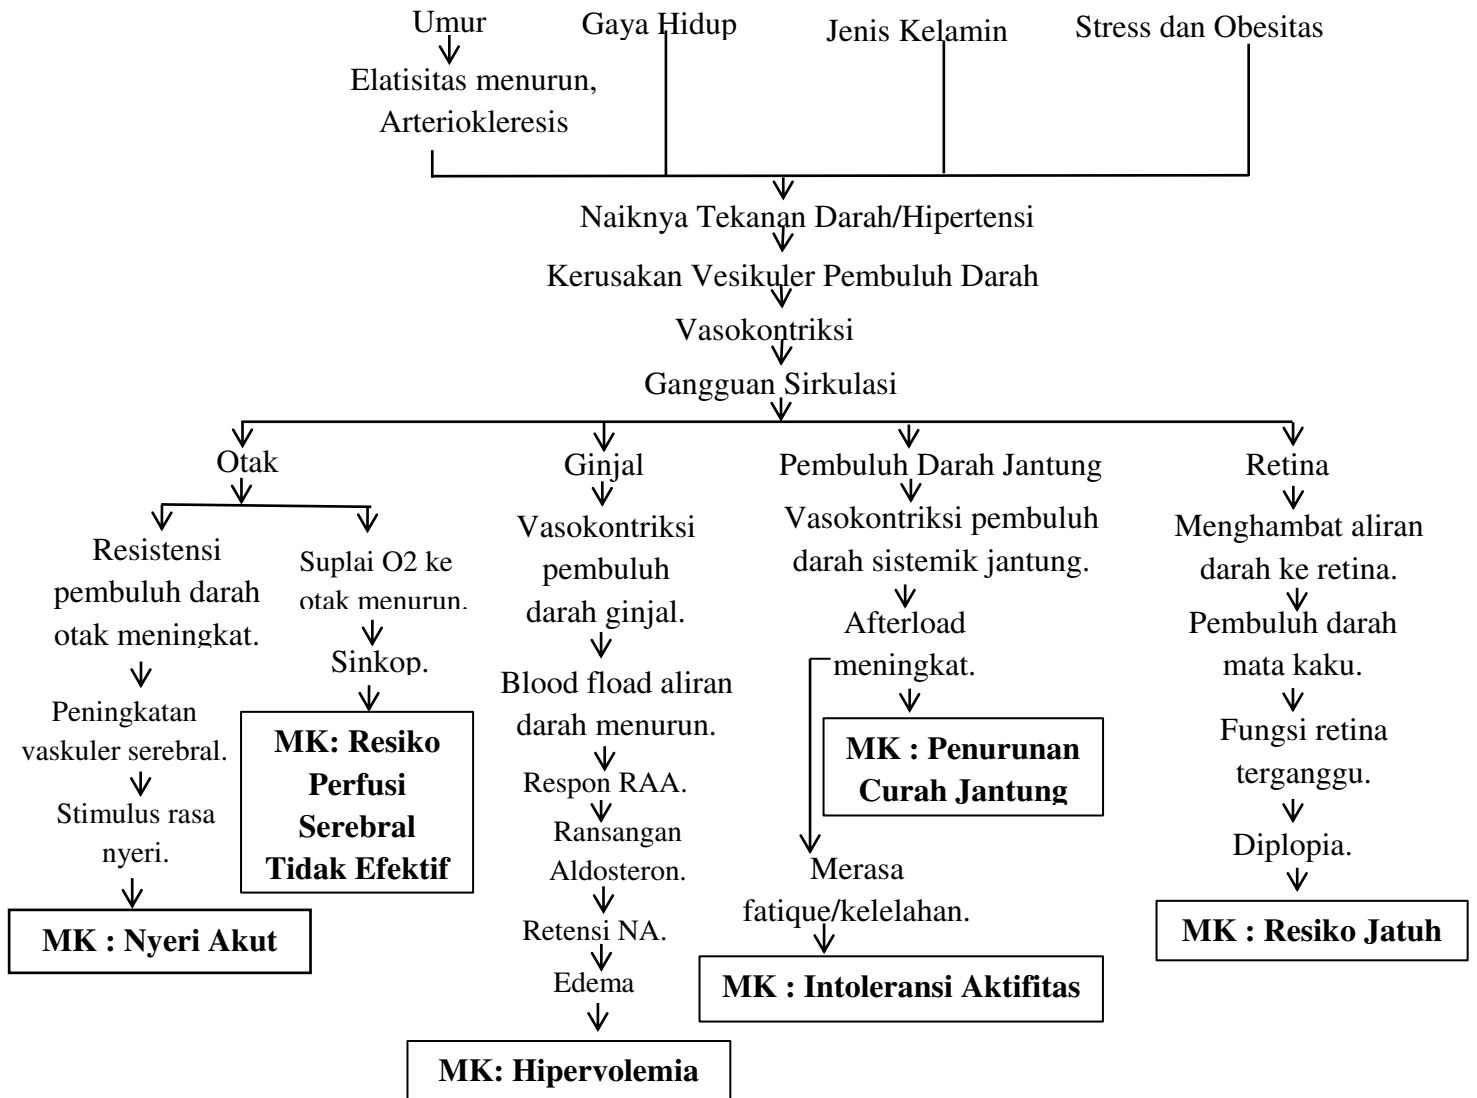 Umur
Gaya Hidup
Jenis Kelamin
Stress dan Obesitas
Elatisitas menurun,
Arteriokleresis
Naiknya Tekanan Darah/Hipertensi
Kerusakan Vesikuler Pembuluh Darah
Vasokontriksi
Gangguan Sirkulasi
Otak
Resistensi
pembuluh darah
otak meningkat.
Peningkatan
vaskuler serebral.
Stimulus rasa
nyeri.
MK : Nyeri Akut
Suplai O2 ke
otak menurun.
Sinkop.
MK: Resiko
Perfusi
Serebral
Tidak Efektif
Ginjal
Vasokontriksi
pembuluh
darah ginjal.
Blood fload aliran
darah menurun.
Respon RAA.
Ransangan
Aldosteron.
Retensi NA.
Edema
MK: Hipervolemia
Pembuluh Darah Jantung
Vasokontriksi pembuluh
darah sistemik jantung.
Afterload
meningkat.
MK : Penurunan
Curah Jantung
Merasa
fatique/kelelahan.
MK : Intoleransi Aktifitas
Retina
Menghambat aliran
darah ke retina.
Pembuluh darah
mata kaku.
Fungsi retina
terganggu.
Diplopia.
MK : Resiko Jatuh